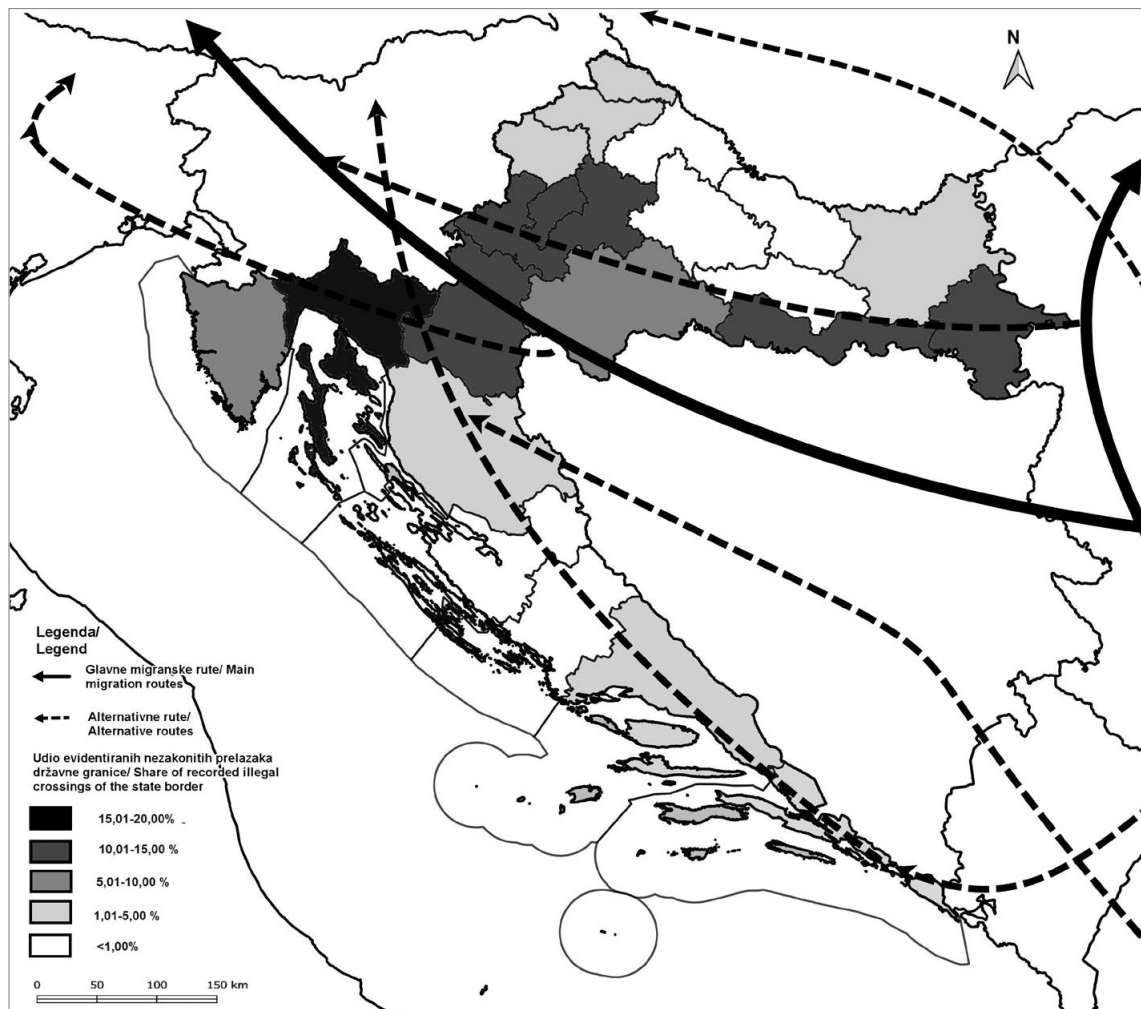 N
Legenda/
Legend
Glavne migranske rute/ Main
migration routes
Alternativne rute/
Alternative routes
Udio evidentiranih nezakonitih prelazaka
državne granice/ Share of recorded illegal
crossings of the state border
15,01-20,00%
10,01-15,00 %
5,01-10,00 %
1,01-5,00 %
<1,00%
0 50 100 150 km